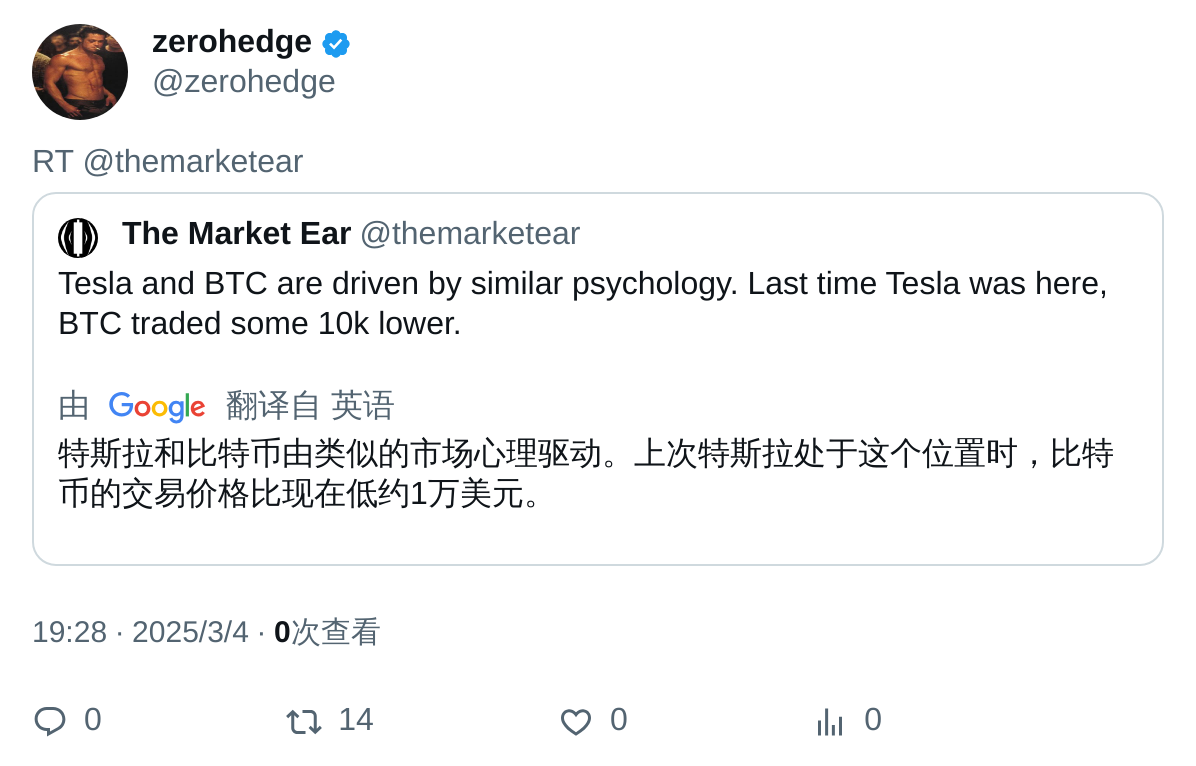 zerohedge
@zerohedge
RT @themarketear
The Market Ear @themarketear
Tesla and BTC are driven by similar psychology. Last time Tesla was here,
BTC traded some 10k lower.
由 Google 翻译自 英语
特斯拉和比特币由类似的市场心理驱动。上次特斯拉处于这个位置时，比特
币的交易价格比现在低约1万美元。
19:28 · 2025/3/4 · 0次查看
0 14 0 0